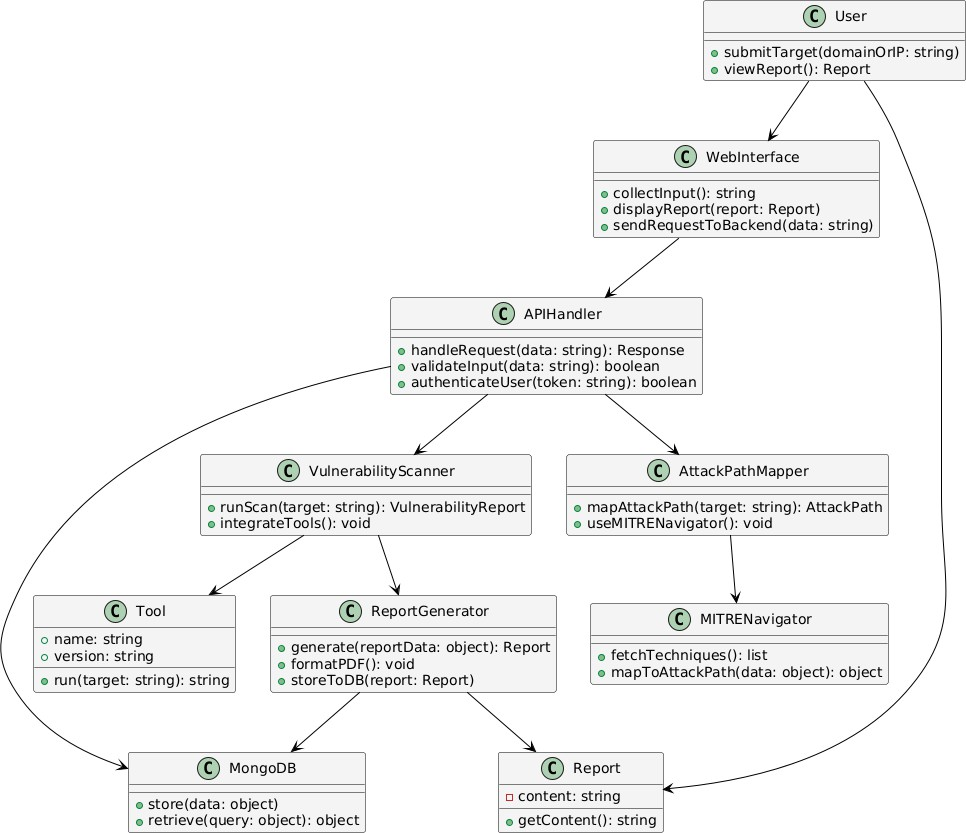 C User
submitTarget(domainOrIP: string)
viewReport(): Report
C WebInterface
collectInput(): string
displayReport(report: Report)
sendRequestToBackend(data: string)
C APIHandler
handleRequest(data: string): Response
validateInput(data: string): boolean
authenticateUser(token: string): boolean
C VulnerabilityScanner
runScan(target: string): VulnerabilityReport
integrateTools(): void
C AttackPathMapper
mapAttackPath(target: string): AttackPath
useMITRENavigator(): void
C Tool
name: string
version: string
run(target: string): string
C ReportGenerator
generate(reportData: object): Report
formatPDF(): void
storeToDB(report: Report)
C MITRENavigator
fetchTechniques(): list
mapToAttackPath(data: object): object
C MongoDB
store(data: object)
retrieve(query: object): object
C Report
content: string
getContent(): string